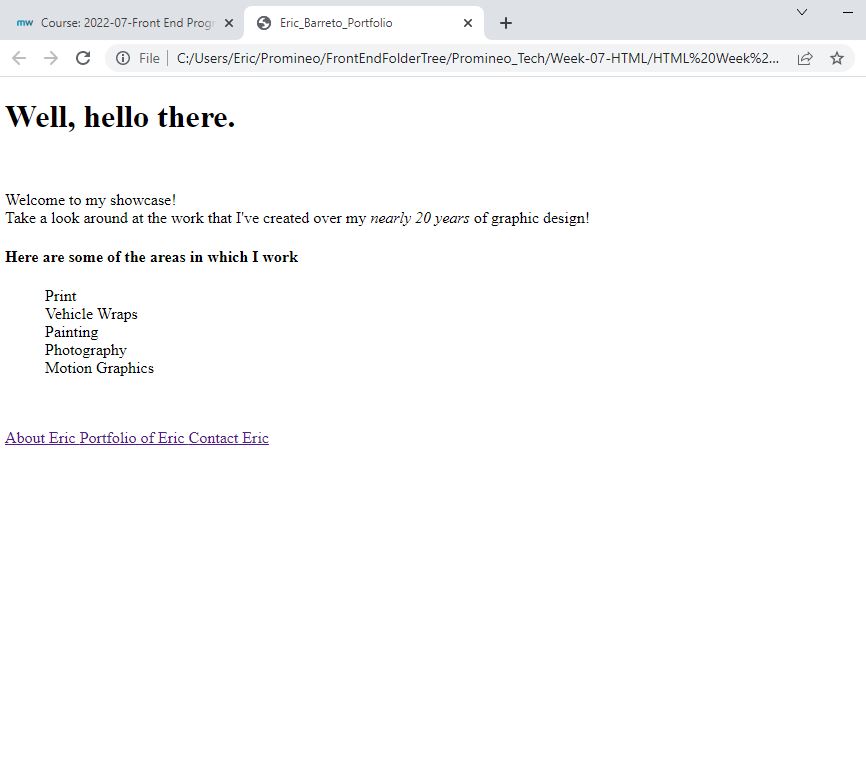 mw Course: 2022-07-Front End Prog
Eric_Barreto_Portfolio
File C:/Users/Eric/Promineo/FrontEndFolderTree/Promineo_Tech/Week-07-HTML/HTML%20Week%2...
Well, hello there.
Welcome to my showcase!
Take a look around at the work that I've created over my nearly 20 years of graphic design!
Here are some of the areas in which I work
Print
Vehicle Wraps
Painting
Photography
Motion Graphics
About Eric Portfolio of Eric Contact Eric